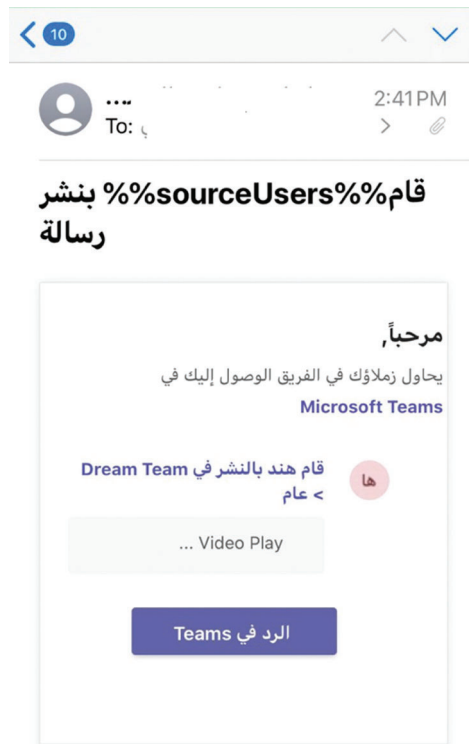 10
....
2:41 PM
To:
قام%%sourceUsers%% بنشر
رسالة
مرحباً,
يحاول زملاؤك في الفريق الوصول إليك في
Microsoft Teams
ها
قام هند بالنشر في Dream Team
> عام
Video Play ...
الرد في Teams